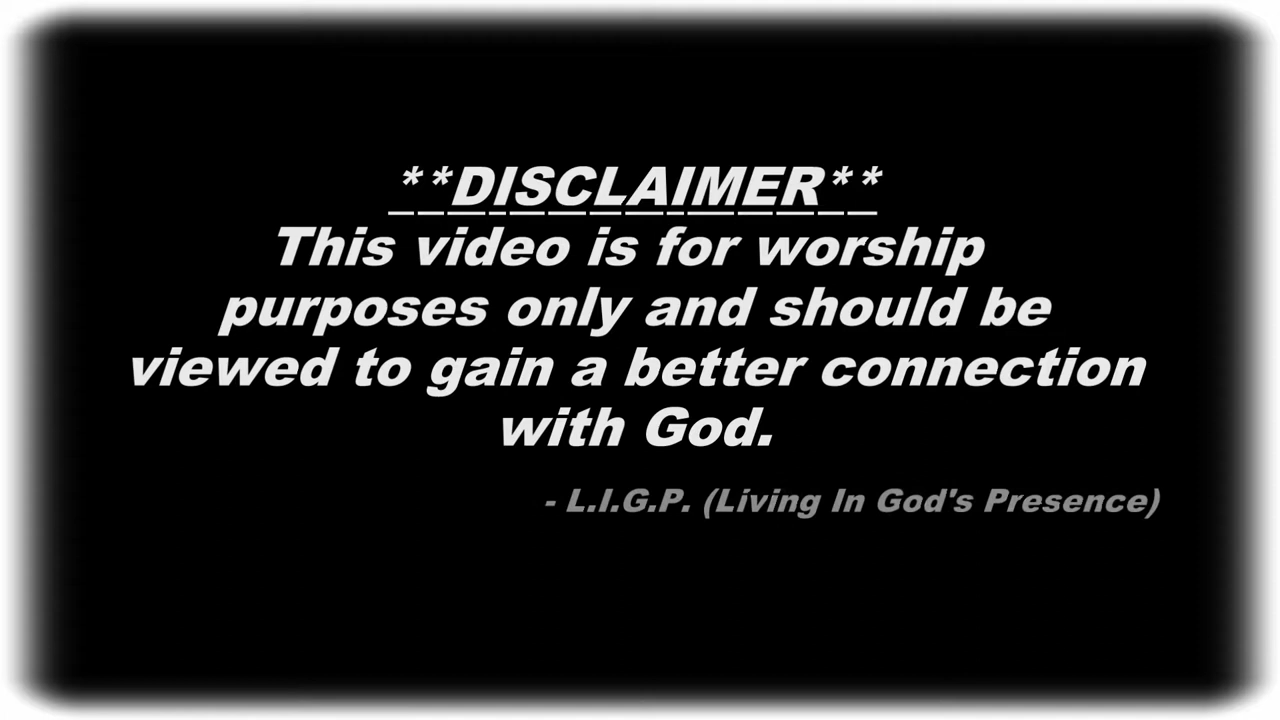 **DISCLAIMER**
This video is for worship
purposes only and should be
viewed to gain a better connection
with God.
- L.I.G.P. (Living In God's Presence)